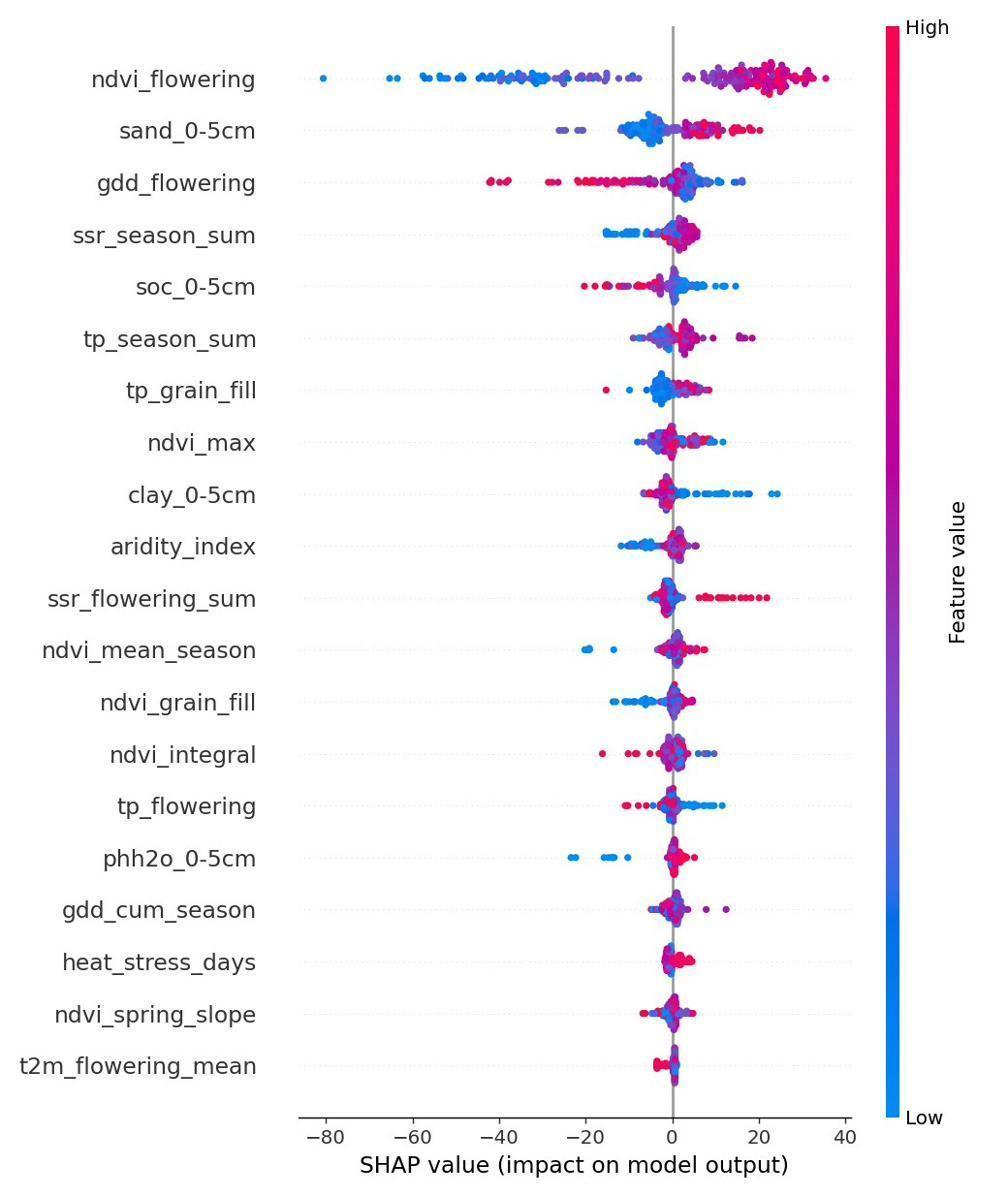 High
ndvi_flowering
sand_0-5cm
gdd_flowering
ssr_season_sum
soc_0-5cm
tp_season_sum
tp_grain_fill
ndvi_max
clay_0-5cm
aridity_index
ssr_flowering_sum
ndvi_mean_season
ndvi_grain_fill
ndvi_integral
tp_flowering
phh2o_0-5cm
gdd_cum_season
heat_stress_days
ndvi_spring_slope
t2m_flowering_mean
Feature value
Low
−80 −60 −40 −20 0 20 40
SHAP value (impact on model output)